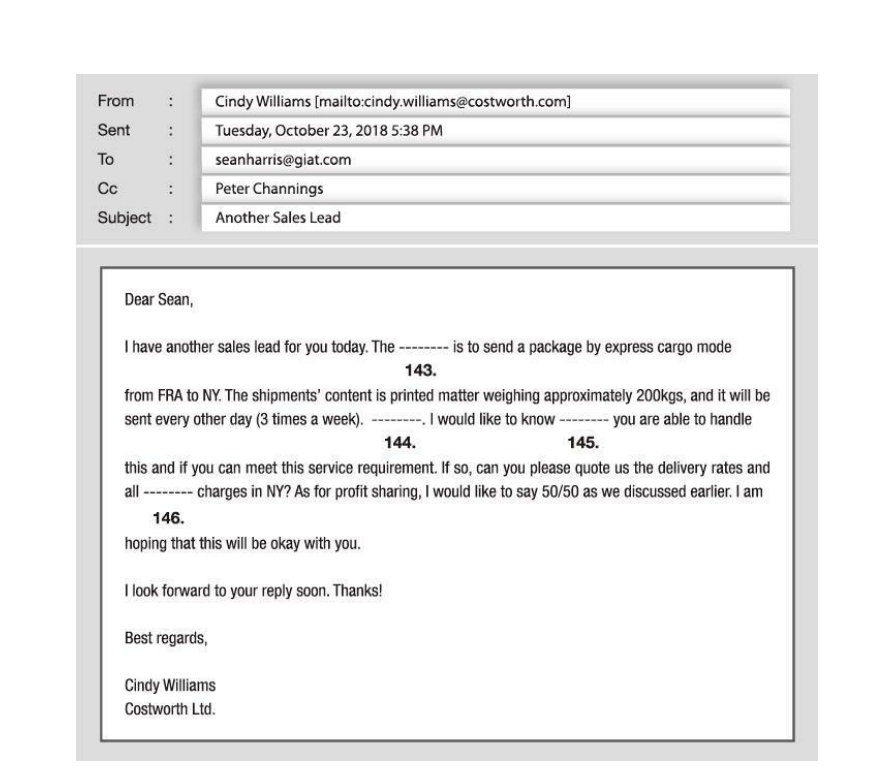 From : Cindy Williams [mailto:cindy.williams@costworth.com]
Sent : Tuesday, October 23, 2018 5:38 PM
To : seanharris@giat.com
Cc : Peter Channings
Subject : Another Sales Lead
Dear Sean,
I have another sales lead for you today. The -------- is to send a package by express cargo mode
143.
from FRA to NY. The shipments’ content is printed matter weighing approximately 200kgs, and it will be
sent every other day (3 times a week). --------. I would like to know -------- you are able to handle
144. 145.
this and if you can meet this service requirement. If so, can you please quote us the delivery rates and
all -------- charges in NY? As for profit sharing, I would like to say 50/50 as we discussed earlier. I am
146.
hoping that this will be okay with you.
I look forward to your reply soon. Thanks!
Best regards,
Cindy Williams
Costworth Ltd.